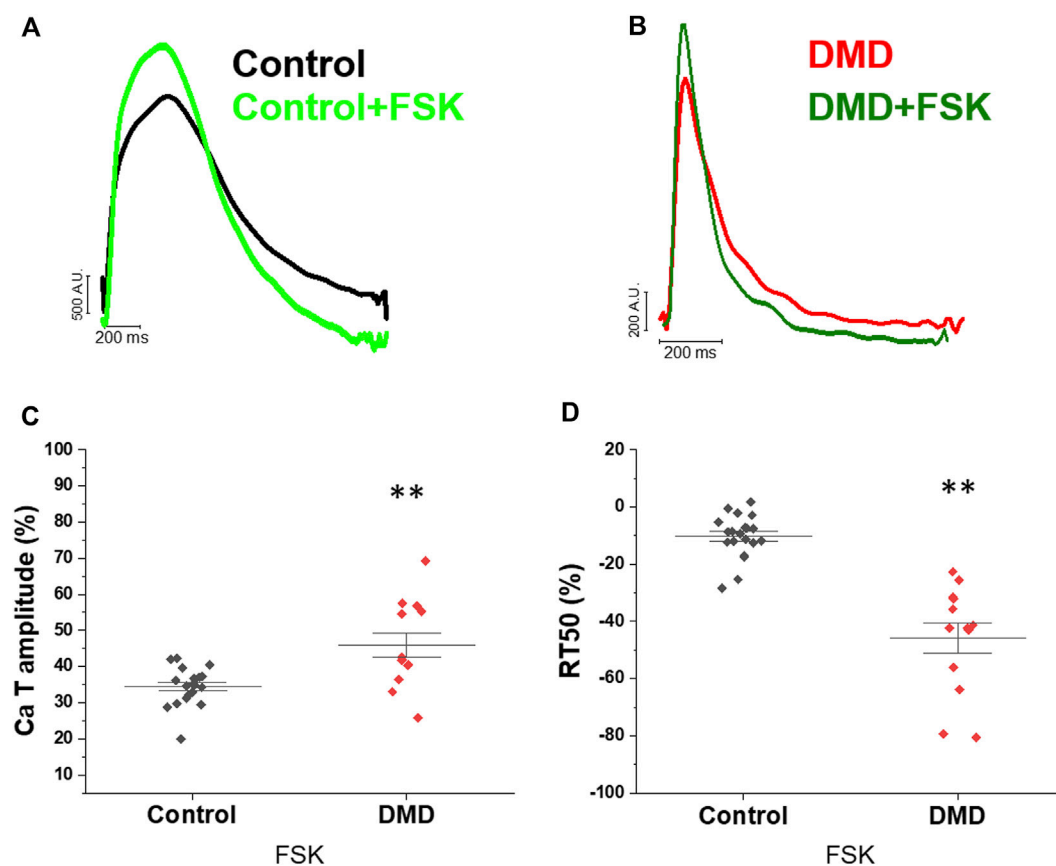 A
Control
Control+FSK
500 A.U.
200 ms
B
DMD
DMD+FSK
200 A.U.
200 ms
C
Ca T amplitude (%)
100
90
80
70
60
50
40
30
20
10
**
Control
DMD
FSK
D
RT50 (%)
20
0
-20
-40
-60
-80
-100
**
Control
DMD
FSK